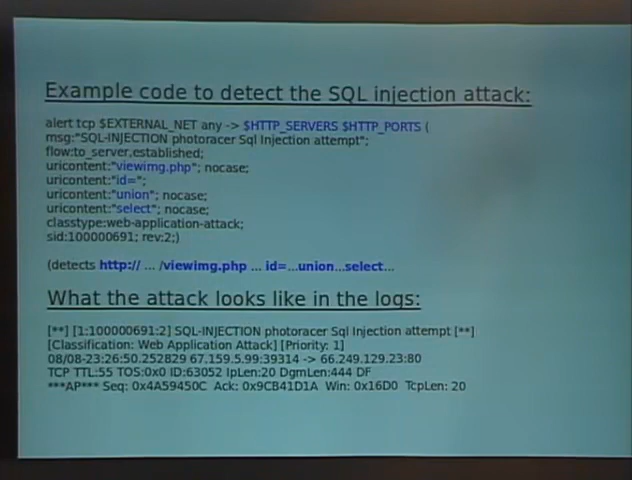 Example code to detect the SQL injection attack:
alert tcp $EXTERNAL_NET any -> $HTTP_SERVERS $HTTP_PORTS (
msg:"SQL-INJECTION photoracer Sql Injection attempt";
flow:to_server,established;
uricontent:"viewimg.php"; nocase;
uricontent:"id=";
uricontent:"union"; nocase;
uricontent:"select"; nocase;
classtype:web-application-attack;
sid:100000691; rev:2;)
(detects http:// ... /viewimg.php ... id=...union...select...
What the attack looks like in the logs:
[**] [1:100000691:2] SQL-INJECTION photoracer Sql Injection attempt [**]
[Classification: Web Application Attack] [Priority: 1]
08/08-23:26:50.252829 67.159.5.99:39314 -> 66.249.129.23:80
TCP TTL:55 TOS:0x0 ID:63052 IpLen:20 DgmLen:444 DF
***AP*** Seq: 0x4A59450C Ack: 0x9CB41D1A Win: 0x16D0 TcpLen: 20